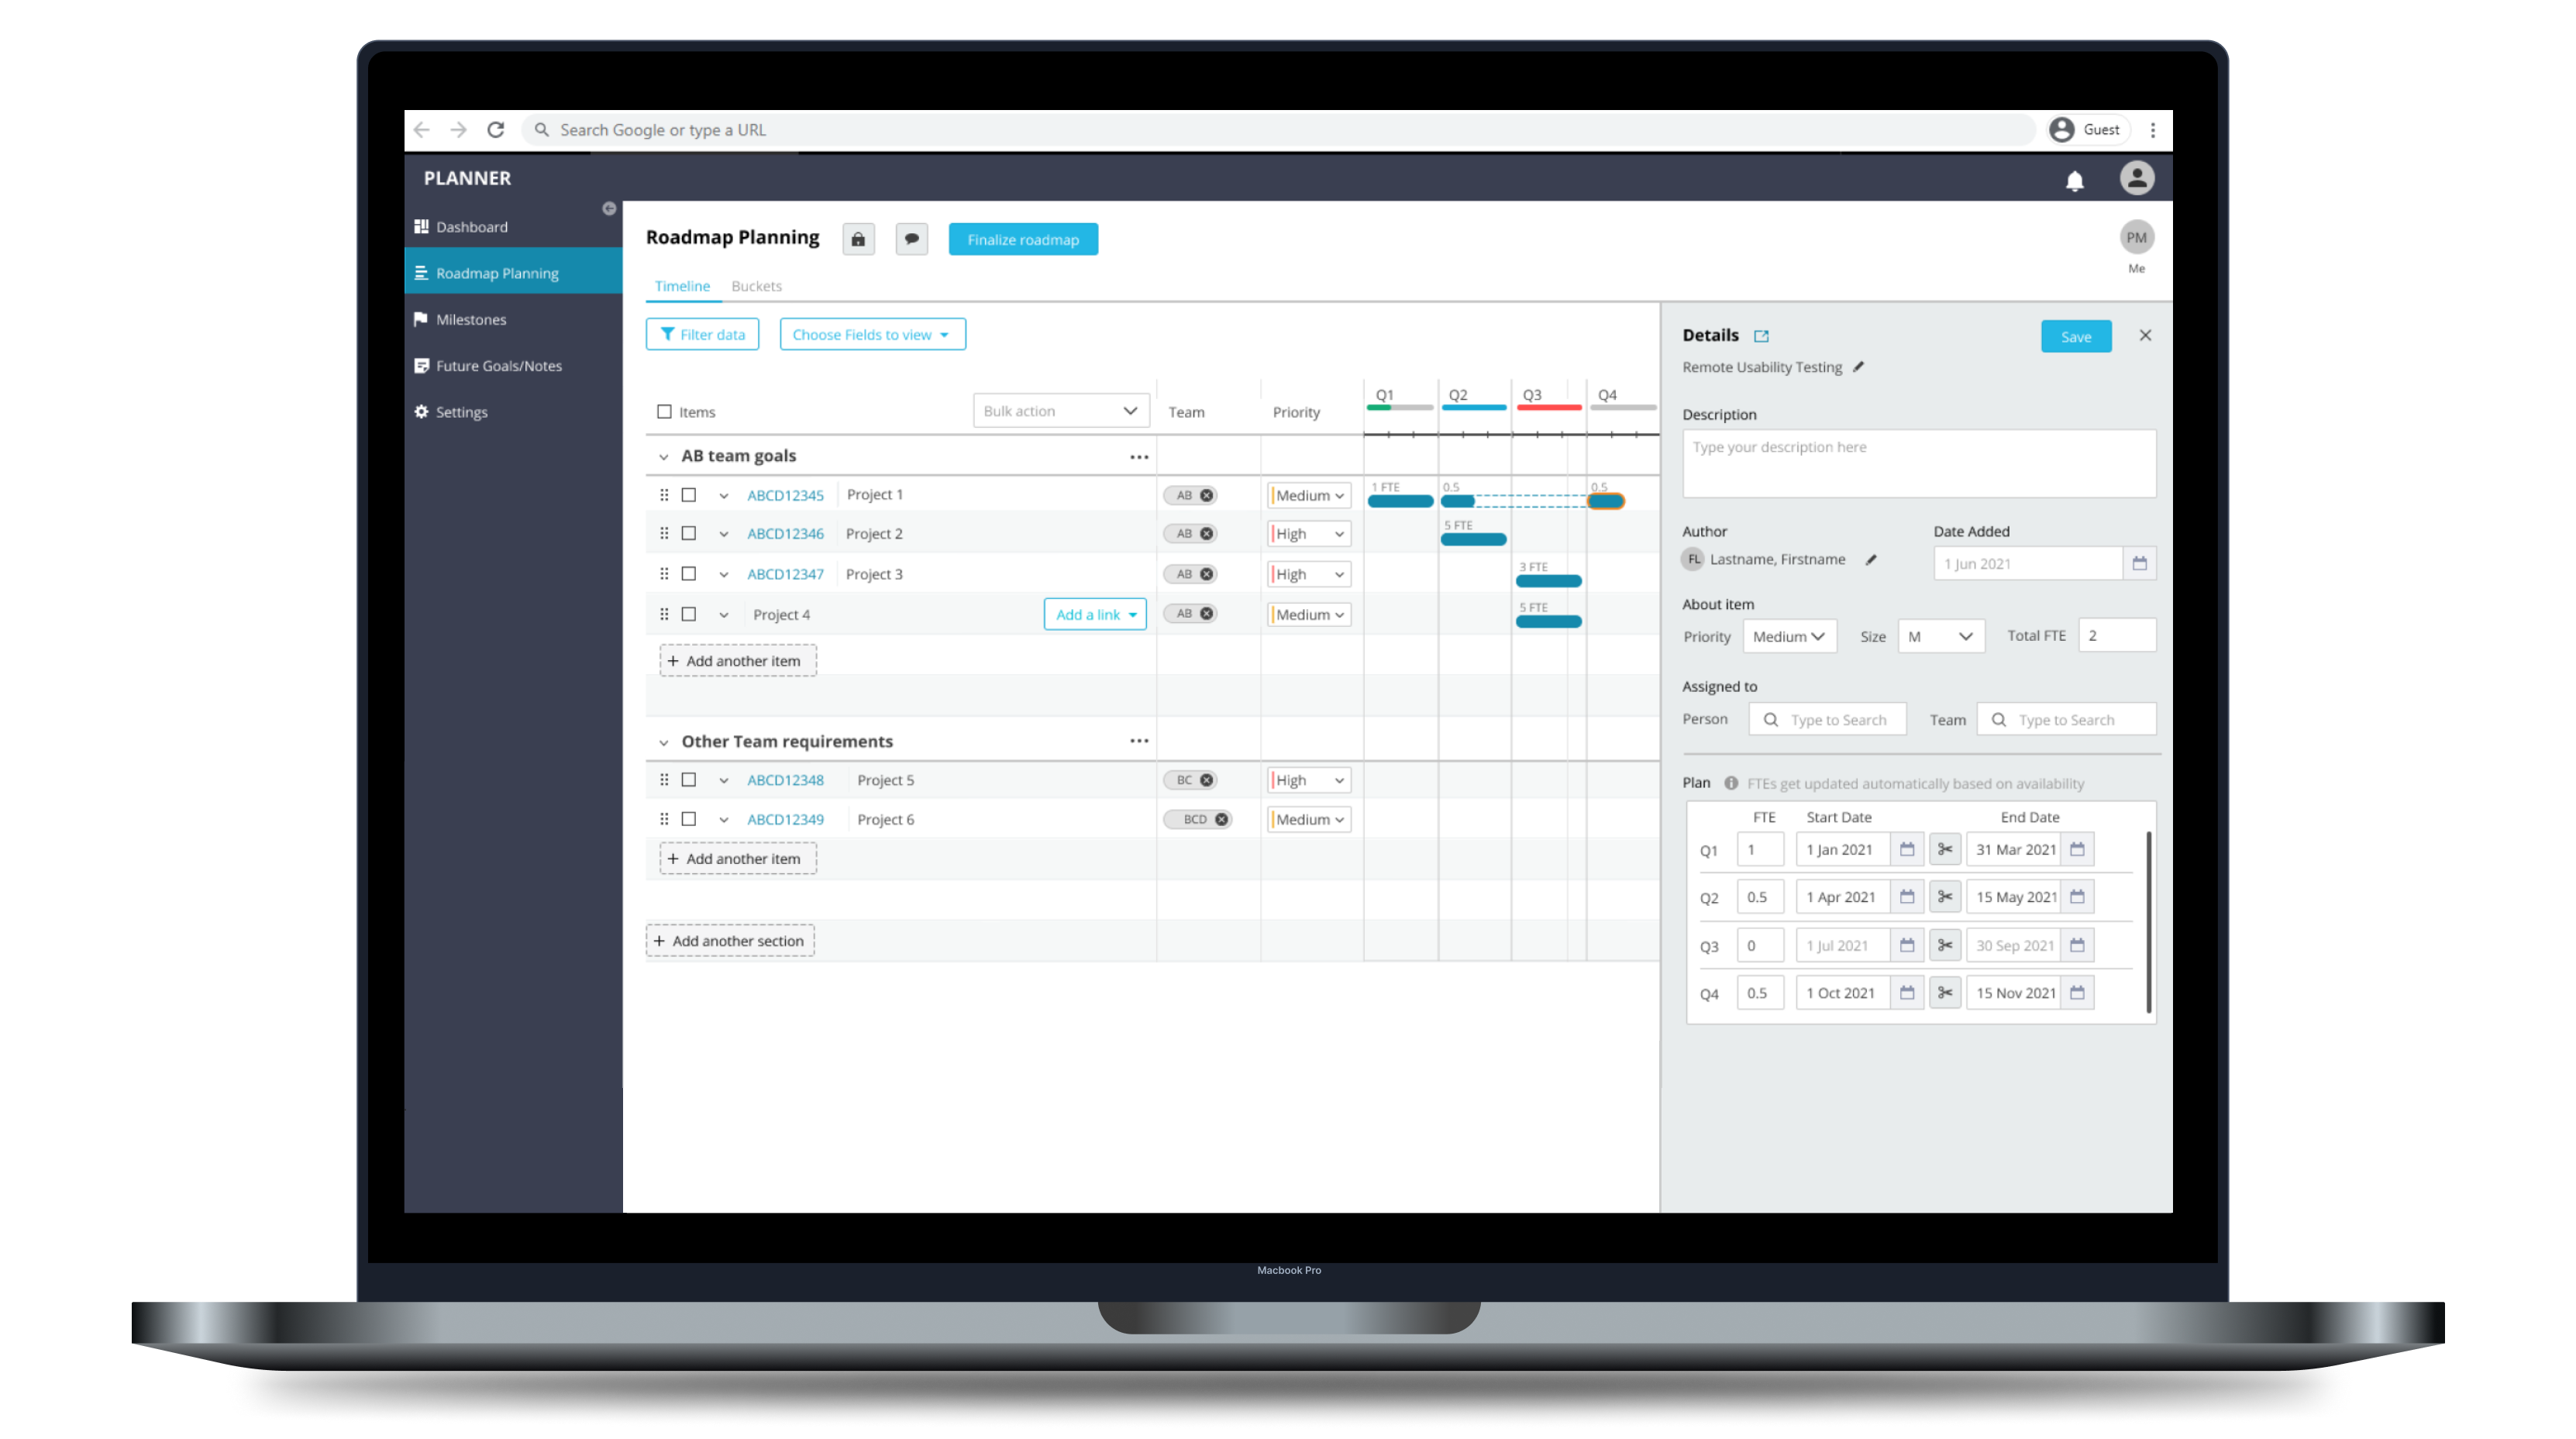 Search Google or type a URL
Guest
PLANNER
Dashboard
Roadmap Planning
Milestones
Future Goals/Notes
Settings
Roadmap Planning
Finalize roadmap
PM
Me
Timeline Buckets
Filter data Choose Fields to view
Items Bulk action Team Priority Q1 Q2 Q3 Q4
AB team goals
ABCD12345 Project 1 AB Medium 1 FTE 0.5 0.5
ABCD12346 Project 2 AB High 5 FTE
ABCD12347 Project 3 AB High 3 FTE
Project 4 Add a link AB Medium 5 FTE
+ Add another item
Other Team requirements
ABCD12348 Project 5 BC High
ABCD12349 Project 6 BCD Medium
+ Add another item
+ Add another section
Details Save
Remote Usability Testing
Description
Type your description here
Author Date Added
FL Lastname, Firstname 1 Jun 2021
About item
Priority Medium Size M Total FTE 2
Assigned to
Person Type to Search Team Type to Search
Plan FTEs get updated automatically based on availability
FTE Start Date End Date
Q1 1 1 Jan 2021 31 Mar 2021
Q2 0.5 1 Apr 2021 15 May 2021
Q3 0 1 Jul 2021 30 Sep 2021
Q4 0.5 1 Oct 2021 15 Nov 2021
Macbook Pro